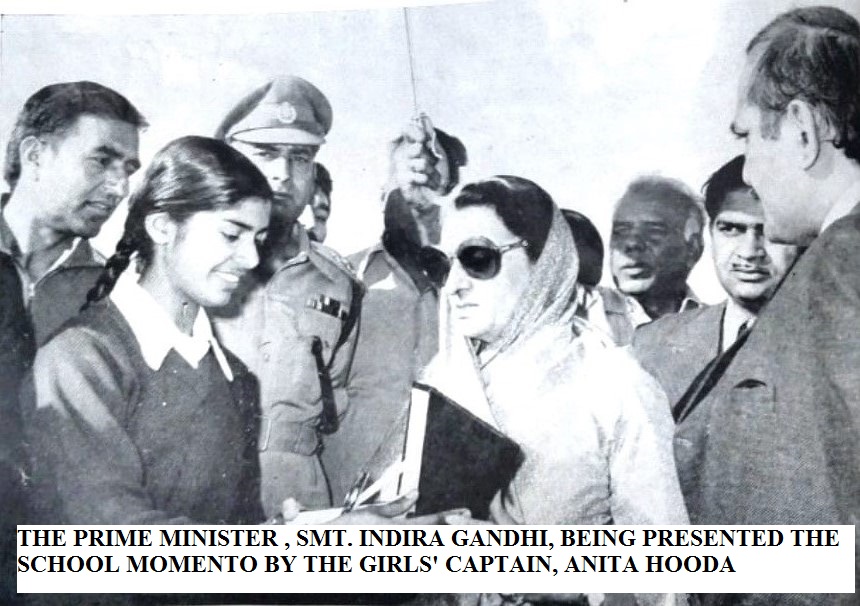 THE PRIME MINISTER , SMT. INDIRA GANDHI, BEING PRESENTED THE
SCHOOL MOMENTO BY THE GIRLS' CAPTAIN, ANITA HOODA